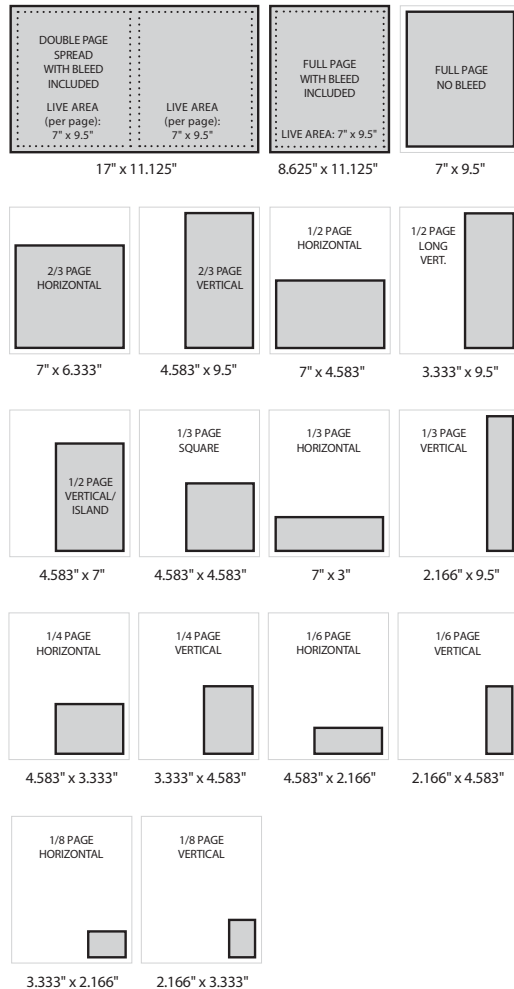 DOUBLE PAGE
SPREAD
WITH BLEED
INCLUDED
LIVE AREA
(per page):
7" x 9.5"
LIVE AREA
(per page):
7" x 9.5"
17" x 11.125"
FULL PAGE
WITH BLEED
INCLUDED
LIVE AREA: 7" x 9.5"
8.625" x 11.125"
FULL PAGE
NO BLEED
7" x 9.5"
2/3 PAGE
HORIZONTAL
7" x 6.333"
2/3 PAGE
VERTICAL
4.583" x 9.5"
1/2 PAGE
HORIZONTAL
7" x 4.583"
1/2 PAGE
LONG
VERT.
3.333" x 9.5"
1/2 PAGE
VERTICAL/
ISLAND
4.583" x 7"
1/3 PAGE
SQUARE
4.583" x 4.583"
1/3 PAGE
HORIZONTAL
7" x 3"
1/3 PAGE
VERTICAL
2.166" x 9.5"
1/4 PAGE
HORIZONTAL
4.583" x 3.333"
1/4 PAGE
VERTICAL
3.333" x 4.583"
1/6 PAGE
HORIZONTAL
4.583" x 2.166"
1/6 PAGE
VERTICAL
2.166" x 4.583"
1/8 PAGE
HORIZONTAL
3.333" x 2.166"
1/8 PAGE
VERTICAL
2.166" x 3.333"